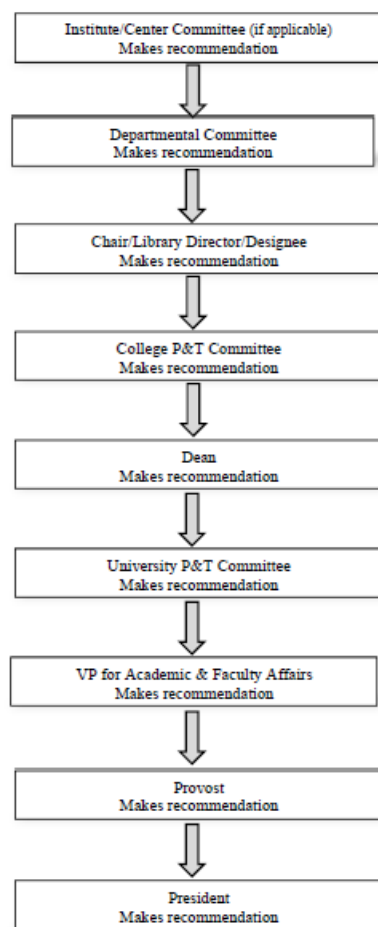 Institute/Center Committee (if applicable)
Makes recommendation
Departmental Committee
Makes recommendation
Chair/Library Director/Designee
Makes recommendation
College P&T Committee
Makes recommendation
Dean
Makes recommendation
University P&T Committee
Makes recommendation
VP for Academic & Faculty Affairs
Makes recommendation
Provost
Makes recommendation
President
Makes recommendation